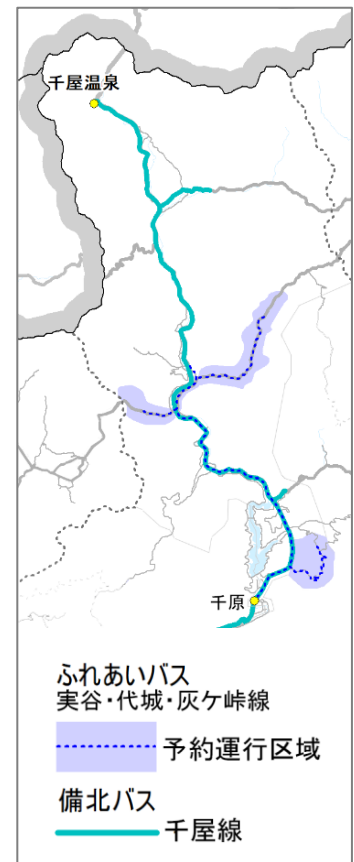 千屋温泉
千原
ふれあいバス
実谷・代城・灰ケ峠線
予約運行区域
備北バス
千屋線